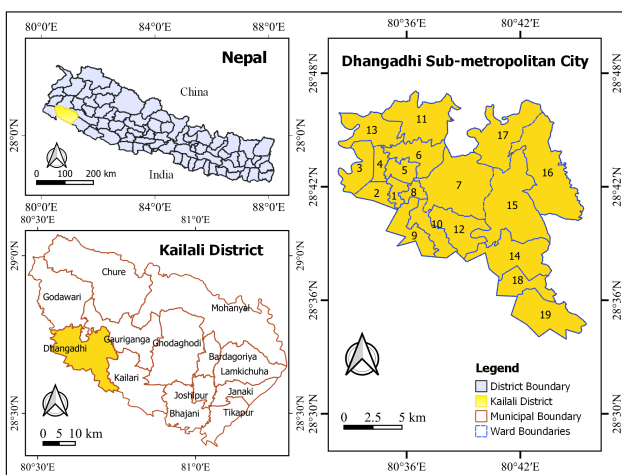 80°0'E 84°0'E 88°0'E
Nepal
China
India
28°0'N
28°0'N
0 100 200 km
80°0'E 84°0'E 88°0'E
80°30'E 81°0'E
Kailali District
29°0'N
29°0'N
28°30'N
28°30'N
Chure
Godawari
Mohanyal
Dhangadhi
Gauriganga
Ghodaghodi
Bardagoriya
Lamkichuha
Kailari
Joshipur
Janaki
Bhajani
Tikapur
0 5 10 km
81°0'E
80°36'E 80°42'E
Dhangadhi Sub-metropolitan City
28°48'N
28°48'N
28°42'N
28°42'N
28°36'N
28°36'N
28°30'N
28°30'N
11
13
17
6
3
4
5
16
7
2
1
8
15
10
9
12
14
18
19
Legend
District Boundary
Kailali District
Municipal Boundary
Ward Boundaries
0 2.5 5 km
80°36'E 80°42'E